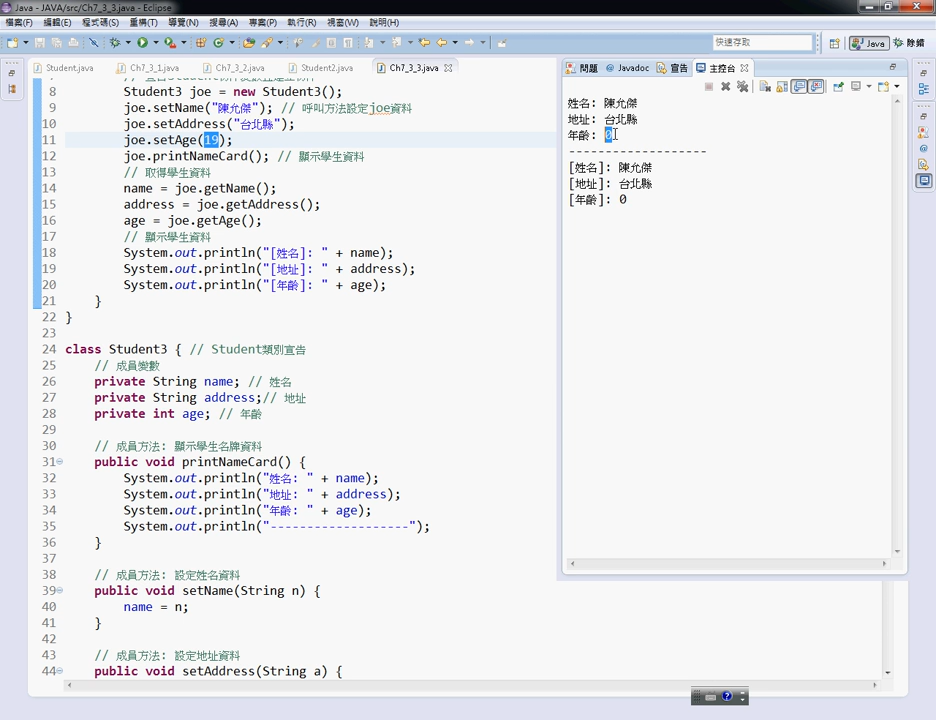 Java - JAVA/src/Ch7_3_3.java - Eclipse
檔案(F) 編輯(E) 程式碼(S) 重構(T) 導覽(N) 搜尋(A) 專案(P) 執行(R) 視窗(W) 說明(H)
快速存取
Java
除錯
Student.java Ch7_3_1.java Ch7_3_2.java Student2.java Ch7_3_3.java
8 Student3 joe = new Student3();
9 joe.setName("陳允傑"); // 呼叫方法設定joe資料
10 joe.setAddress("台北縣");
11 joe.setAge(19);
12 joe.printNameCard(); // 顯示學生資料
13 // 取得學生資料
14 name = joe.getName();
15 address = joe.getAddress();
16 age = joe.getAge();
17 // 顯示學生資料
18 System.out.println("[姓名]: " + name);
19 System.out.println("[地址]: " + address);
20 System.out.println("[年齡]: " + age);
21 }
22 }
23
24 class Student3 { // Student類別宣告
25 // 成員變數
26 private String name; // 姓名
27 private String address;// 地址
28 private int age; // 年齡
29
30 // 成員方法: 顯示學生名牌資料
31 public void printNameCard() {
32 System.out.println("姓名: " + name);
33 System.out.println("地址: " + address);
34 System.out.println("年齡: " + age);
35 System.out.println("-------------------");
36 }
37
38 // 成員方法: 設定姓名資料
39 public void setName(String n) {
40 name = n;
41 }
42
43 // 成員方法: 設定地址資料
44 public void setAddress(String a) {
問題 @ Javadoc 宣告 主控台
姓名: 陳允傑
地址: 台北縣
年齡: 0
-------------------
[姓名]: 陳允傑
[地址]: 台北縣
[年齡]: 0